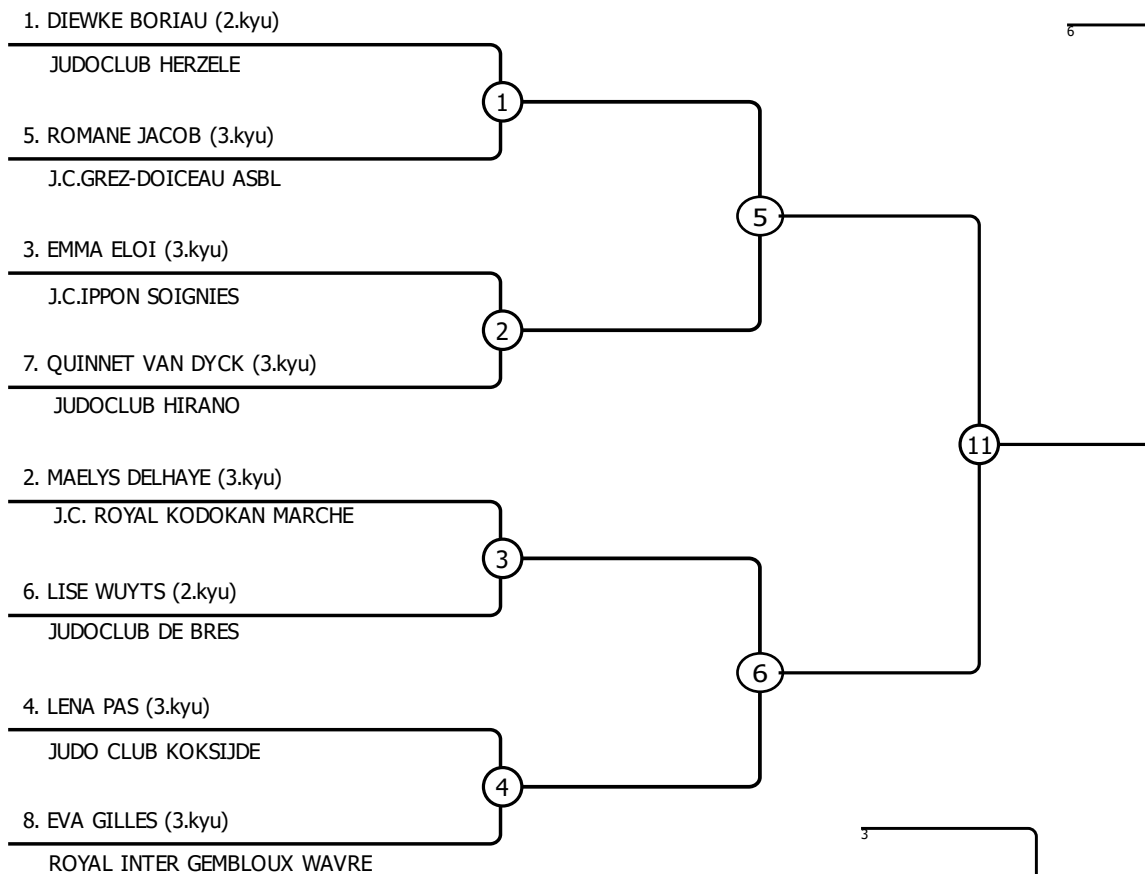 1. DIEWKE BORIAU (2.kyu)
6
JUDOCLUB HERZELE
1
5. ROMANE JACOB (3.kyu)
J.C.GREZ-DOICEAU ASBL
5
3. EMMA ELOI (3.kyu)
J.C.IPPON SOIGNIES
2
7. QUINNET VAN DYCK (3.kyu)
JUDOCLUB HIRANO
11
2. MAELYS DELHAYE (3.kyu)
J.C. ROYAL KODOKAN MARCHE
3
6. LISE WUYTS (2.kyu)
JUDOCLUB DE BRES
6
4. LENA PAS (3.kyu)
JUDO CLUB KOKSIJDE
4
8. EVA GILLES (3.kyu)
3
ROYAL INTER GEMBLOUX WAVRE